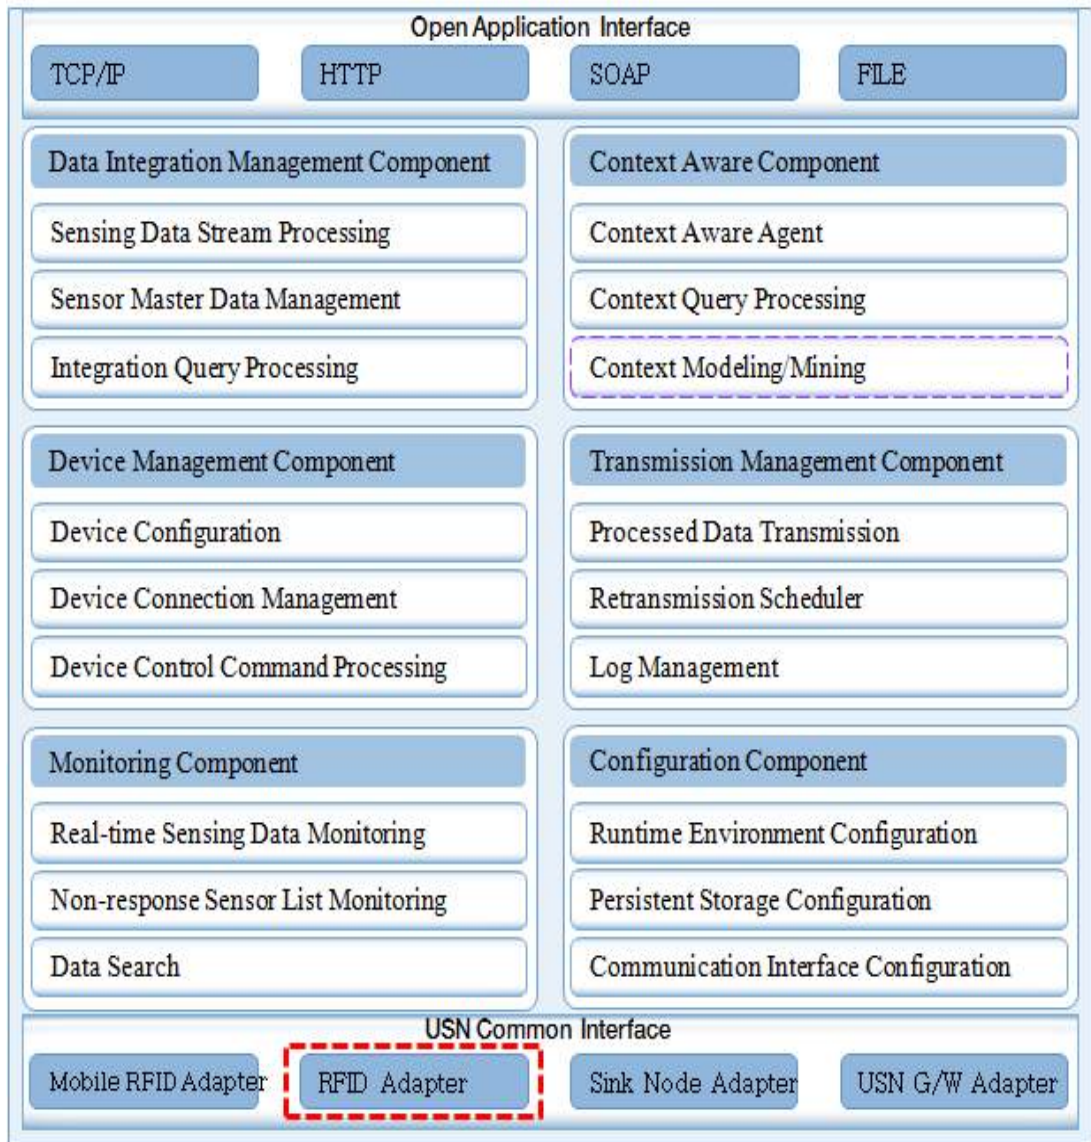 Open Application Interface
TCP/IP
HTTP
SOAP
FILE
Data Integration Management Component
Sensing Data Stream Processing
Sensor Master Data Management
Integration Query Processing
Context Aware Component
Context Aware Agent
Context Query Processing
Context Modeling/Mining
Device Management Component
Device Configuration
Device Connection Management
Device Control Command Processing
Transmission Management Component
Processed Data Transmission
Retransmission Scheduler
Log Management
Monitoring Component
Real-time Sensing Data Monitoring
Non-response Sensor List Monitoring
Data Search
Configuration Component
Runtime Environment Configuration
Persistent Storage Configuration
Communication Interface Configuration
USN Common Interface
Mobile RFID Adapter
RFID Adapter
Sink Node Adapter
USN G/W Adapter